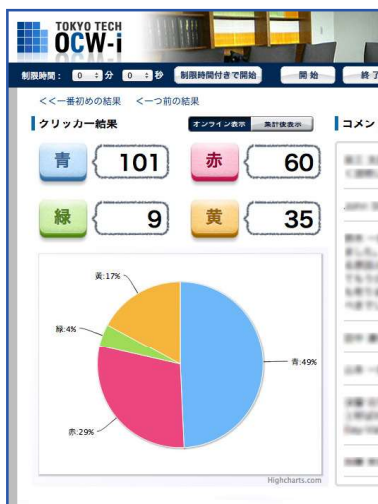 TOKYO TECH
OCW-i
制限時間： 0 分 0 秒 制限時間付きで開始 開始 終
<<一番初めの結果 <一つ前の結果
クリッカー結果 オンライン表示 集計後表示 コメン
青 101 赤 60
緑 9 黄 35
黄:17%
緑:4%
青:49%
赤:29%
Highcharts.com